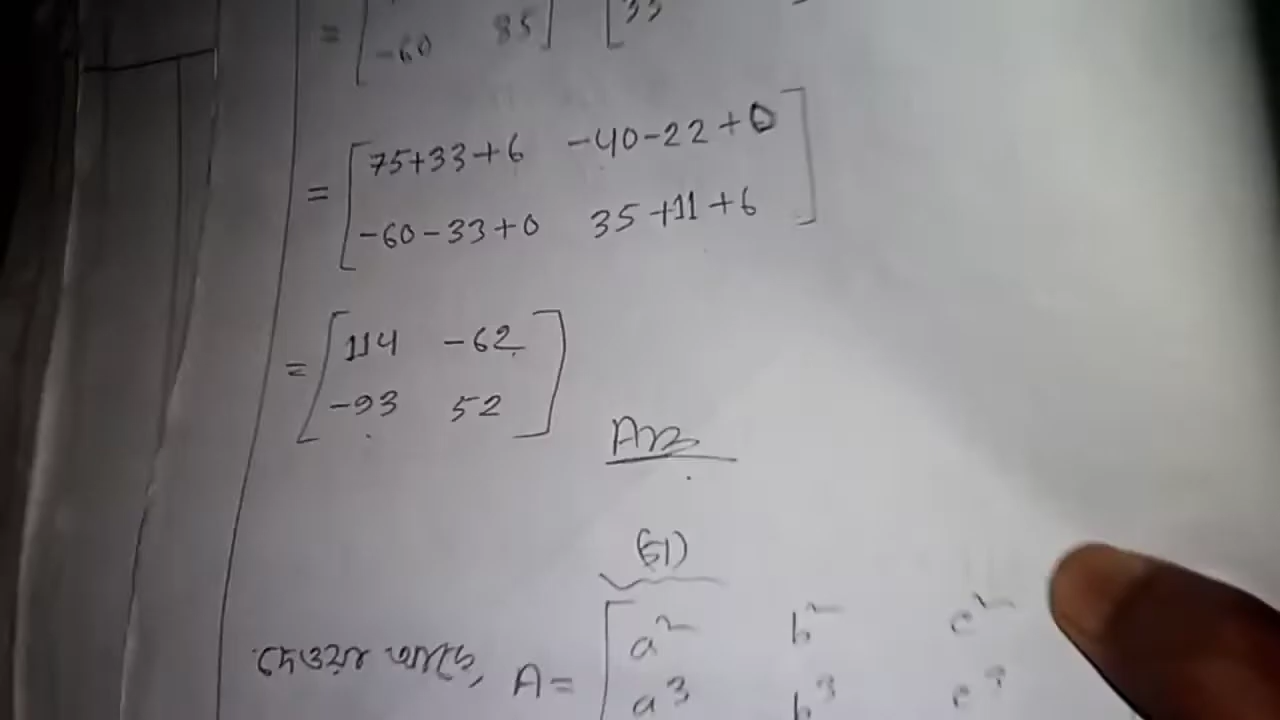 = [ -60 85 ] [ 33
= [ 75+33+6 -40-22+0
-60-33+0 35+11+6 ]
= [ 114 -62
-93 52 ]
Ans
(গ)
দেওয়া আছে, A = [ a² b² c²
a³ b³ c³